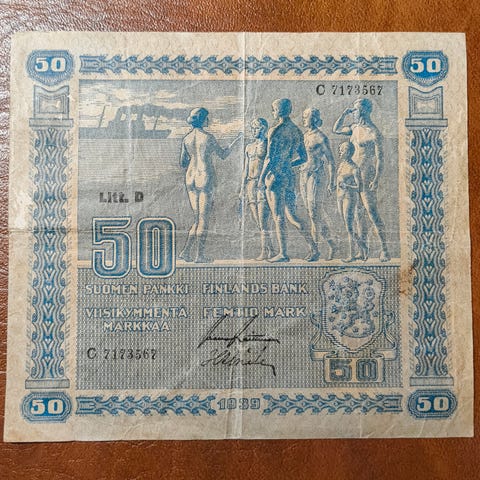 50 50
C 7173567
Litt. D
50
SUOMEN PANKKI FINLANDS BANK
VIISIKYMMENTÄ FEMTIO MARK
MARKKAA
C 7173567
50
50 1939 50